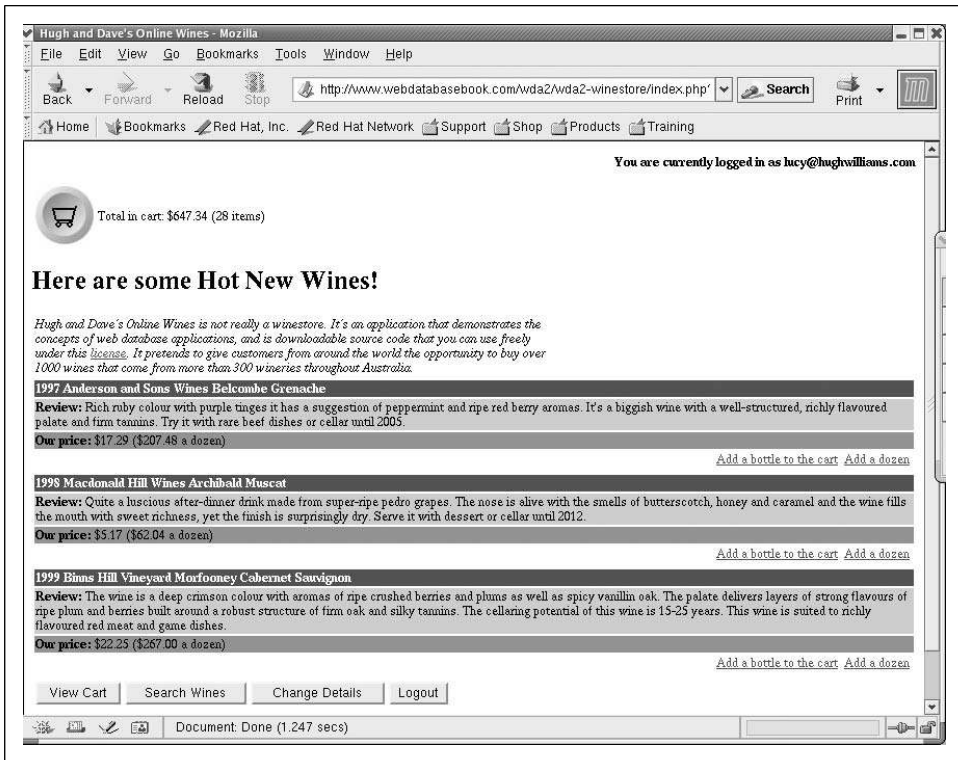 Hugh and Dave's Online Wines - Mozilla
File Edit View Go Bookmarks Tools Window Help
Back Forward Reload Stop http://www.webdatabasebook.com/wda2/wda2-winestore/index.php' Search Print
Home Bookmarks Red Hat, Inc. Red Hat Network Support Shop Products Training
You are currently logged in as lucy@hughwilliams.com
Total in cart: $647.34 (28 items)
Here are some Hot New Wines!
Hugh and Dave's Online Wines is not really a winestore. It's an application that demonstrates the
concepts of web database applications, and is downloadable source code that you can use freely
under this license. It pretends to give customers from around the world the opportunity to buy over
1000 wines that come from more than 300 wineries throughout Australia.
1997 Anderson and Sons Wines Belcombe Grenache
Review: Rich ruby colour with purple tinges it has a suggestion of peppermint and ripe red berry aromas. It's a biggish wine with a well-structured, richly flavoured
palate and firm tannins. Try it with rare beef dishes or cellar until 2005.
Our price: $17.29 ($207.48 a dozen)
Add a bottle to the cart Add a dozen
1998 Macdonald Hill Wines Archibald Muscat
Review: Quite a luscious after-dinner drink made from super-ripe pedro grapes. The nose is alive with the smells of butterscotch, honey and caramel and the wine fills
the mouth with sweet richness, yet the finish is surprisingly dry. Serve it with dessert or cellar until 2012.
Our price: $5.17 ($62.04 a dozen)
Add a bottle to the cart Add a dozen
1999 Binns Hill Vineyard Morfooney Cabernet Sauvignon
Review: The wine is a deep crimson colour with aromas of ripe crushed berries and plums as well as spicy vanillin oak. The palate delivers layers of strong flavours of
ripe plum and berries built around a robust structure of firm oak and silky tannins. The cellaring potential of this wine is 15-25 years. This wine is suited to richly
flavoured red meat and game dishes.
Our price: $22.25 ($267.00 a dozen)
Add a bottle to the cart Add a dozen
View Cart Search Wines Change Details Logout
Document: Done (1.247 secs)